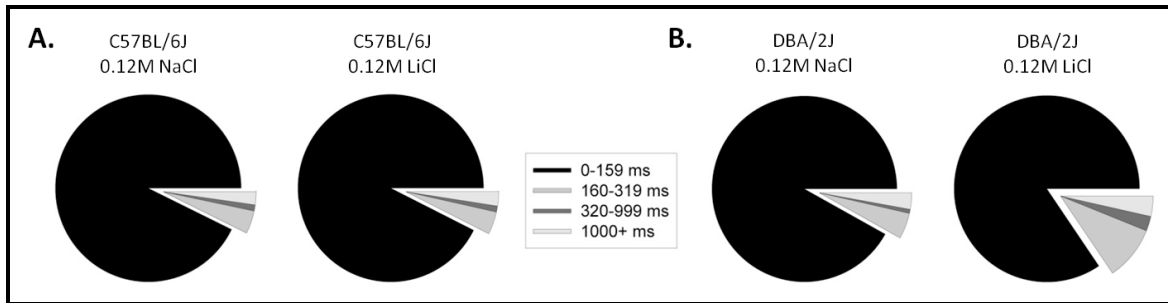 A.
C57BL/6J
0.12M NaCl
C57BL/6J
0.12M LiCl
0-159 ms
160-319 ms
320-999 ms
1000+ ms
B.
DBA/2J
0.12M NaCl
DBA/2J
0.12M LiCl